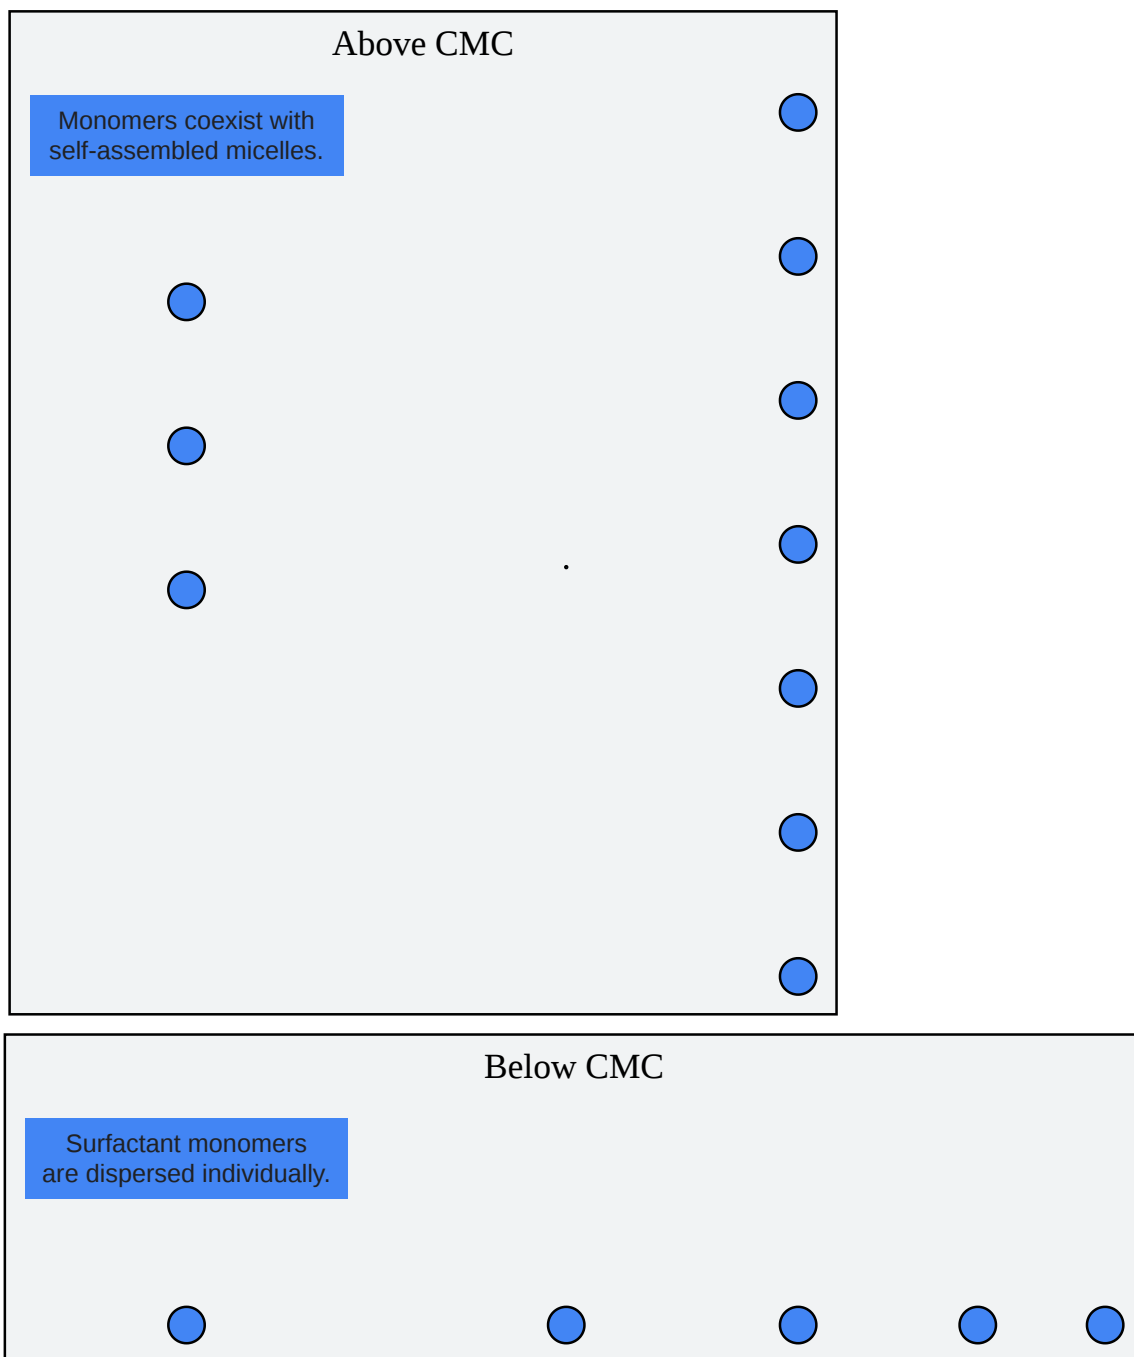 Above CMC
Monomers coexist with
self-assembled micelles.
Below CMC
Surfactant monomers
are dispersed individually.